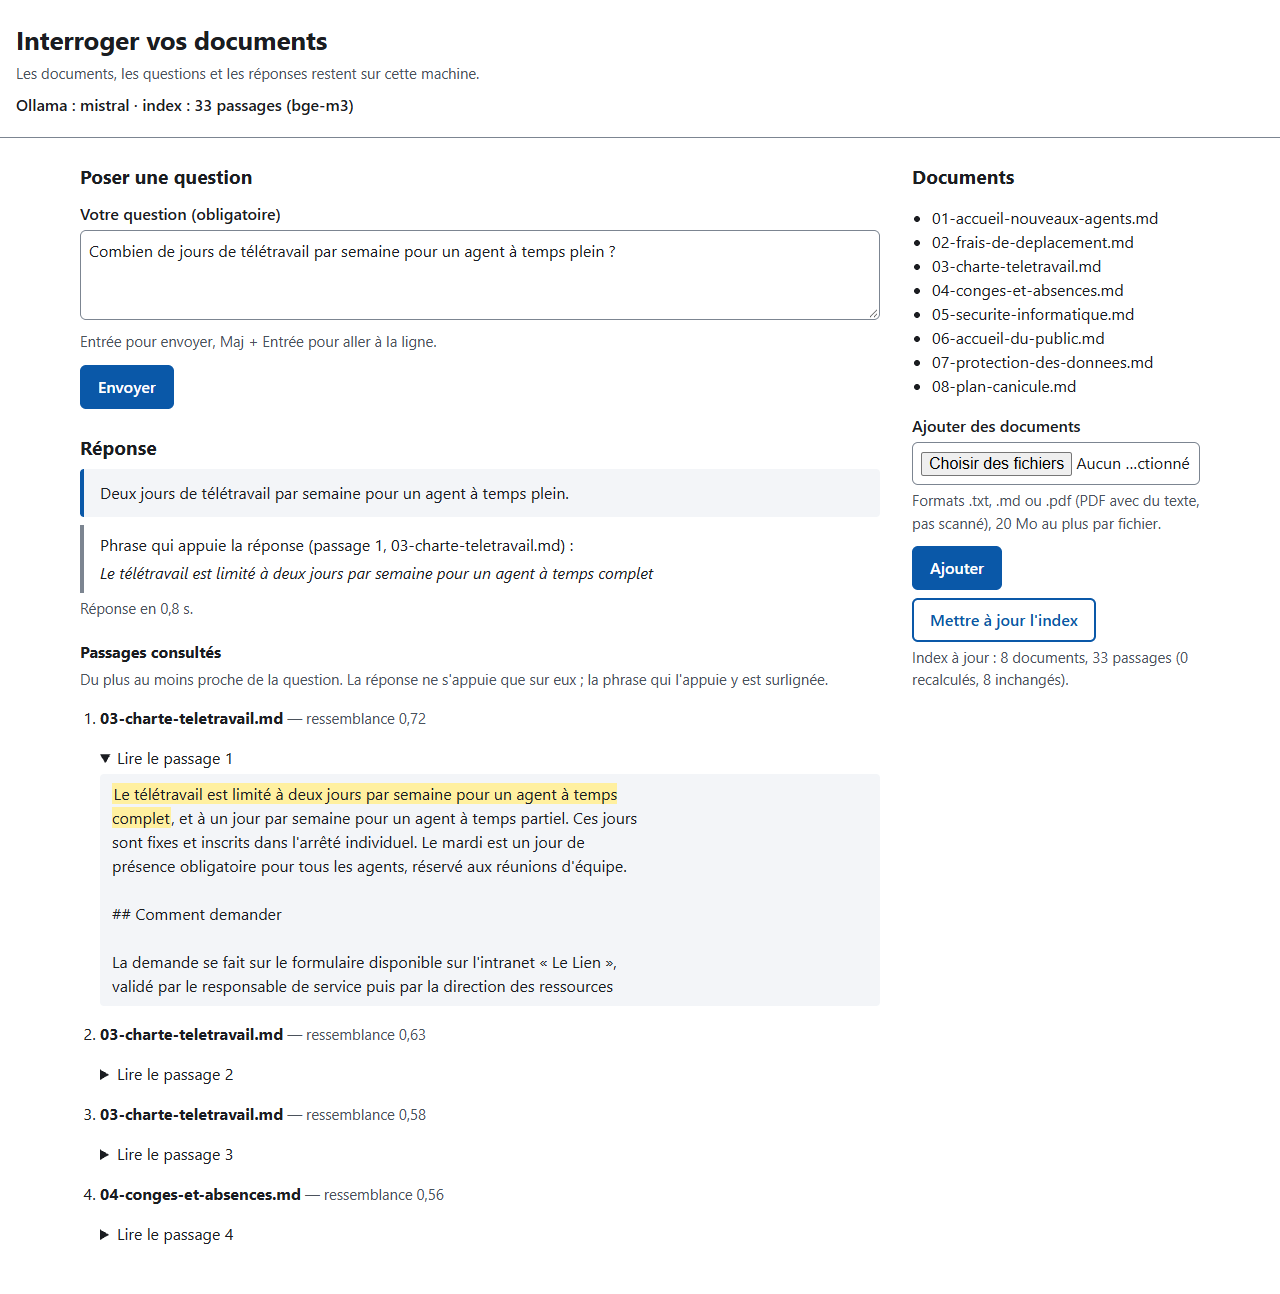 Interroger vos documents
Les documents, les questions et les réponses restent sur cette machine.
Ollama : mistral · index : 33 passages (bge-m3)
Poser une question
Votre question (obligatoire)
Combien de jours de télétravail par semaine pour un agent à temps plein ?
Entrée pour envoyer, Maj + Entrée pour aller à la ligne.
Envoyer
Réponse
Deux jours de télétravail par semaine pour un agent à temps plein.
Phrase qui appuie la réponse (passage 1, 03-charte-teletravail.md) :
Le télétravail est limité à deux jours par semaine pour un agent à temps complet
Réponse en 0,8 s.
Passages consultés
Du plus au moins proche de la question. La réponse ne s'appuie que sur eux ; la phrase qui l'appuie y est surlignée.
1. 03-charte-teletravail.md — ressemblance 0,72
Lire le passage 1
Le télétravail est limité à deux jours par semaine pour un agent à temps
complet, et à un jour par semaine pour un agent à temps partiel. Ces jours
sont fixes et inscrits dans l'arrêté individuel. Le mardi est un jour de
présence obligatoire pour tous les agents, réservé aux réunions d'équipe.
## Comment demander
La demande se fait sur le formulaire disponible sur l'intranet « Le Lien »,
validé par le responsable de service puis par la direction des ressources
2. 03-charte-teletravail.md — ressemblance 0,63
Lire le passage 2
3. 03-charte-teletravail.md — ressemblance 0,58
Lire le passage 3
4. 04-conges-et-absences.md — ressemblance 0,56
Lire le passage 4
Documents
• 01-accueil-nouveaux-agents.md
• 02-frais-de-deplacement.md
• 03-charte-teletravail.md
• 04-conges-et-absences.md
• 05-securite-informatique.md
• 06-accueil-du-public.md
• 07-protection-des-donnees.md
• 08-plan-canicule.md
Ajouter des documents
Choisir des fichiers Aucun ...ctionné
Formats .txt, .md ou .pdf (PDF avec du texte,
pas scanné), 20 Mo au plus par fichier.
Ajouter
Mettre à jour l'index
Index à jour : 8 documents, 33 passages (0
recalculés, 8 inchangés).